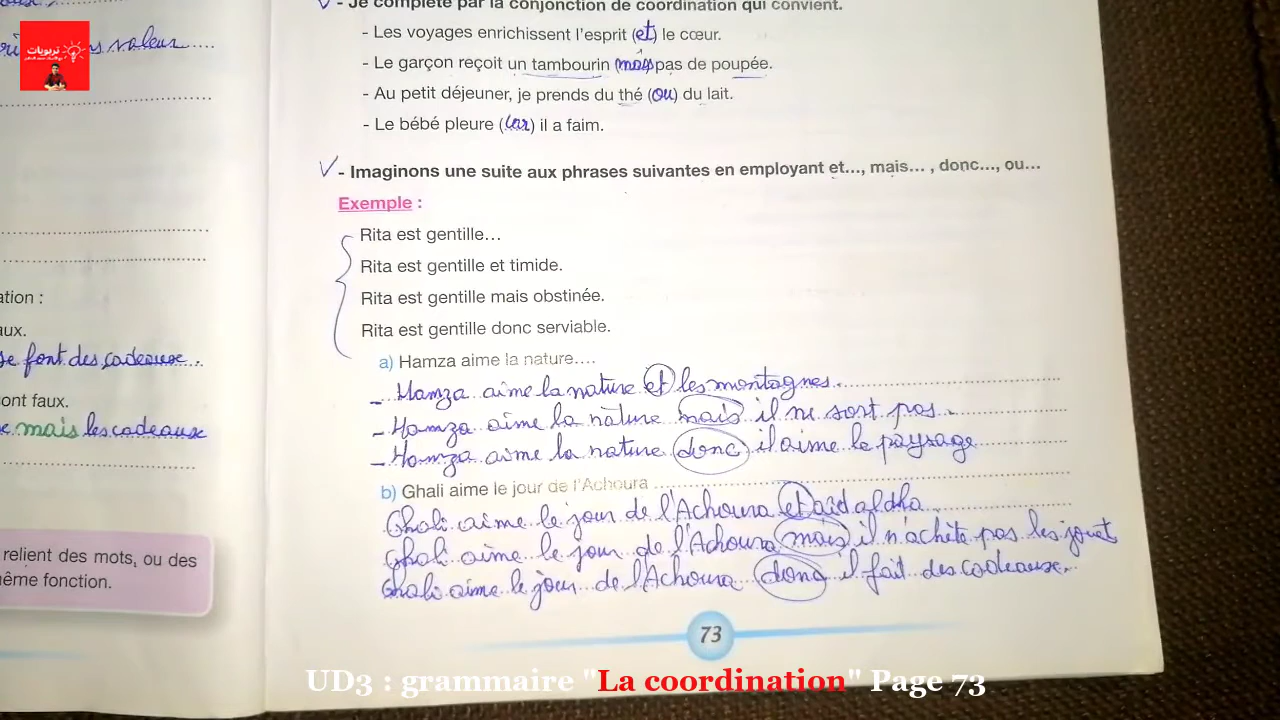 - Je complète par la conjonction de coordination qui convient.
- Les voyages enrichissent l'esprit (et) le cœur.
- Le garçon reçoit un tambourin (mais) pas de poupée.
- Au petit déjeuner, je prends du thé (ou) du lait.
- Le bébé pleure (car) il a faim.
- Imaginons une suite aux phrases suivantes en employant et..., mais... , donc..., ou...
Exemple :
Rita est gentille...
Rita est gentille et timide.
Rita est gentille mais obstinée.
Rita est gentille donc serviable.
a) Hamza aime la nature....
- Hamza aime la nature et les montagnes.
- Hamza aime la nature mais il ne sort pas.
- Hamza aime la nature donc il aime le paysage
b) Ghali aime le jour de l'Achoura
Ghali aime le jour de l'Achoura et aid al dha
Ghali aime le jour de l'Achoura mais il n'achète pas les jouet
Ghali aime le jour de l'Achoura donc il fait des cadeause.
73
valeur
ation :
aux.
se font des cadeause.
ont faux.
mais les cadeause
relient des mots, ou des
ême fonction.
تربويات
UD3 : grammaire "La coordination" Page 73